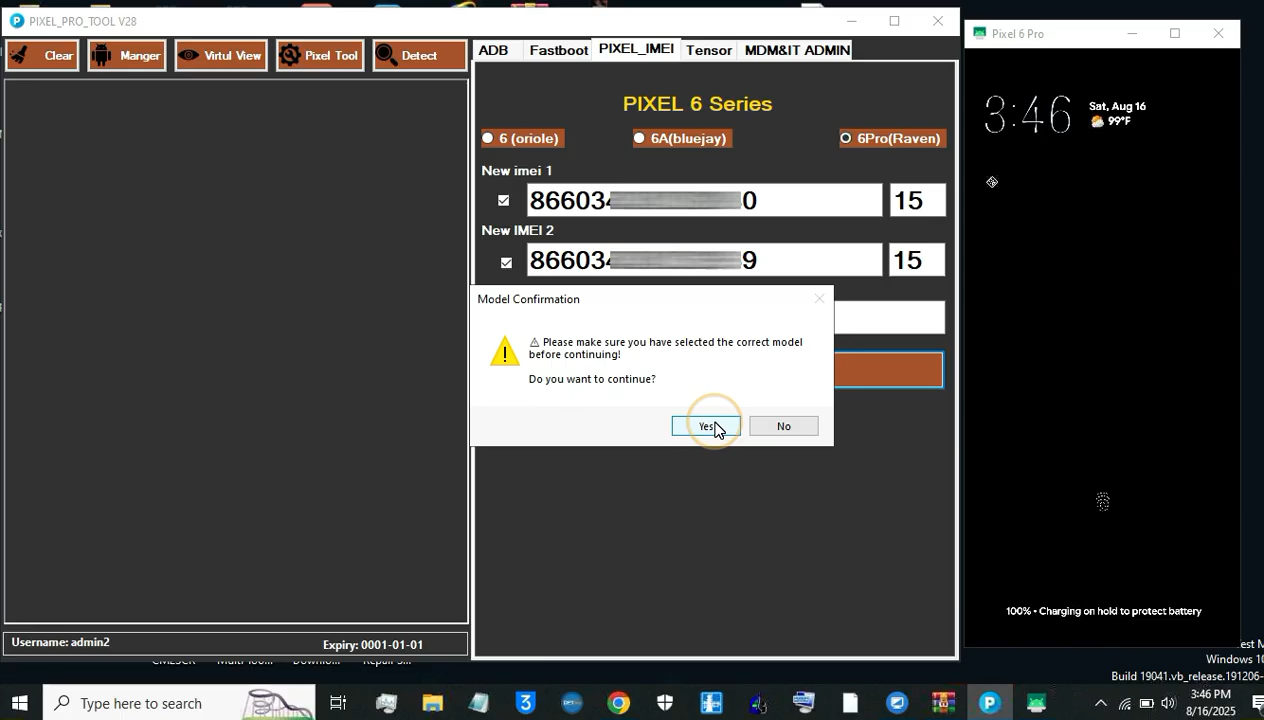 PIXEL_PRO_TOOL V28
Clear
Manger
Virtul View
Pixel Tool
Detect
Username: admin2
Expiry: 0001-01-01
ADB
Fastboot
PIXEL_IMEI
Tensor
MDM&IT ADMIN
PIXEL 6 Series
6 (oriole)
6A(bluejay)
6Pro(Raven)
New imei 1
86603
0
15
New IMEI 2
86603
9
15
Model Confirmation
⚠ Please make sure you have selected the correct model
before continuing!
Do you want to continue?
Yes
No
Pixel 6 Pro
3:46
Sat, Aug 16
99°F
100% - Charging on hold to protect battery
Windows 10
Build 19041.vb_release.191206-
Type here to search
3:46 PM
8/16/2025